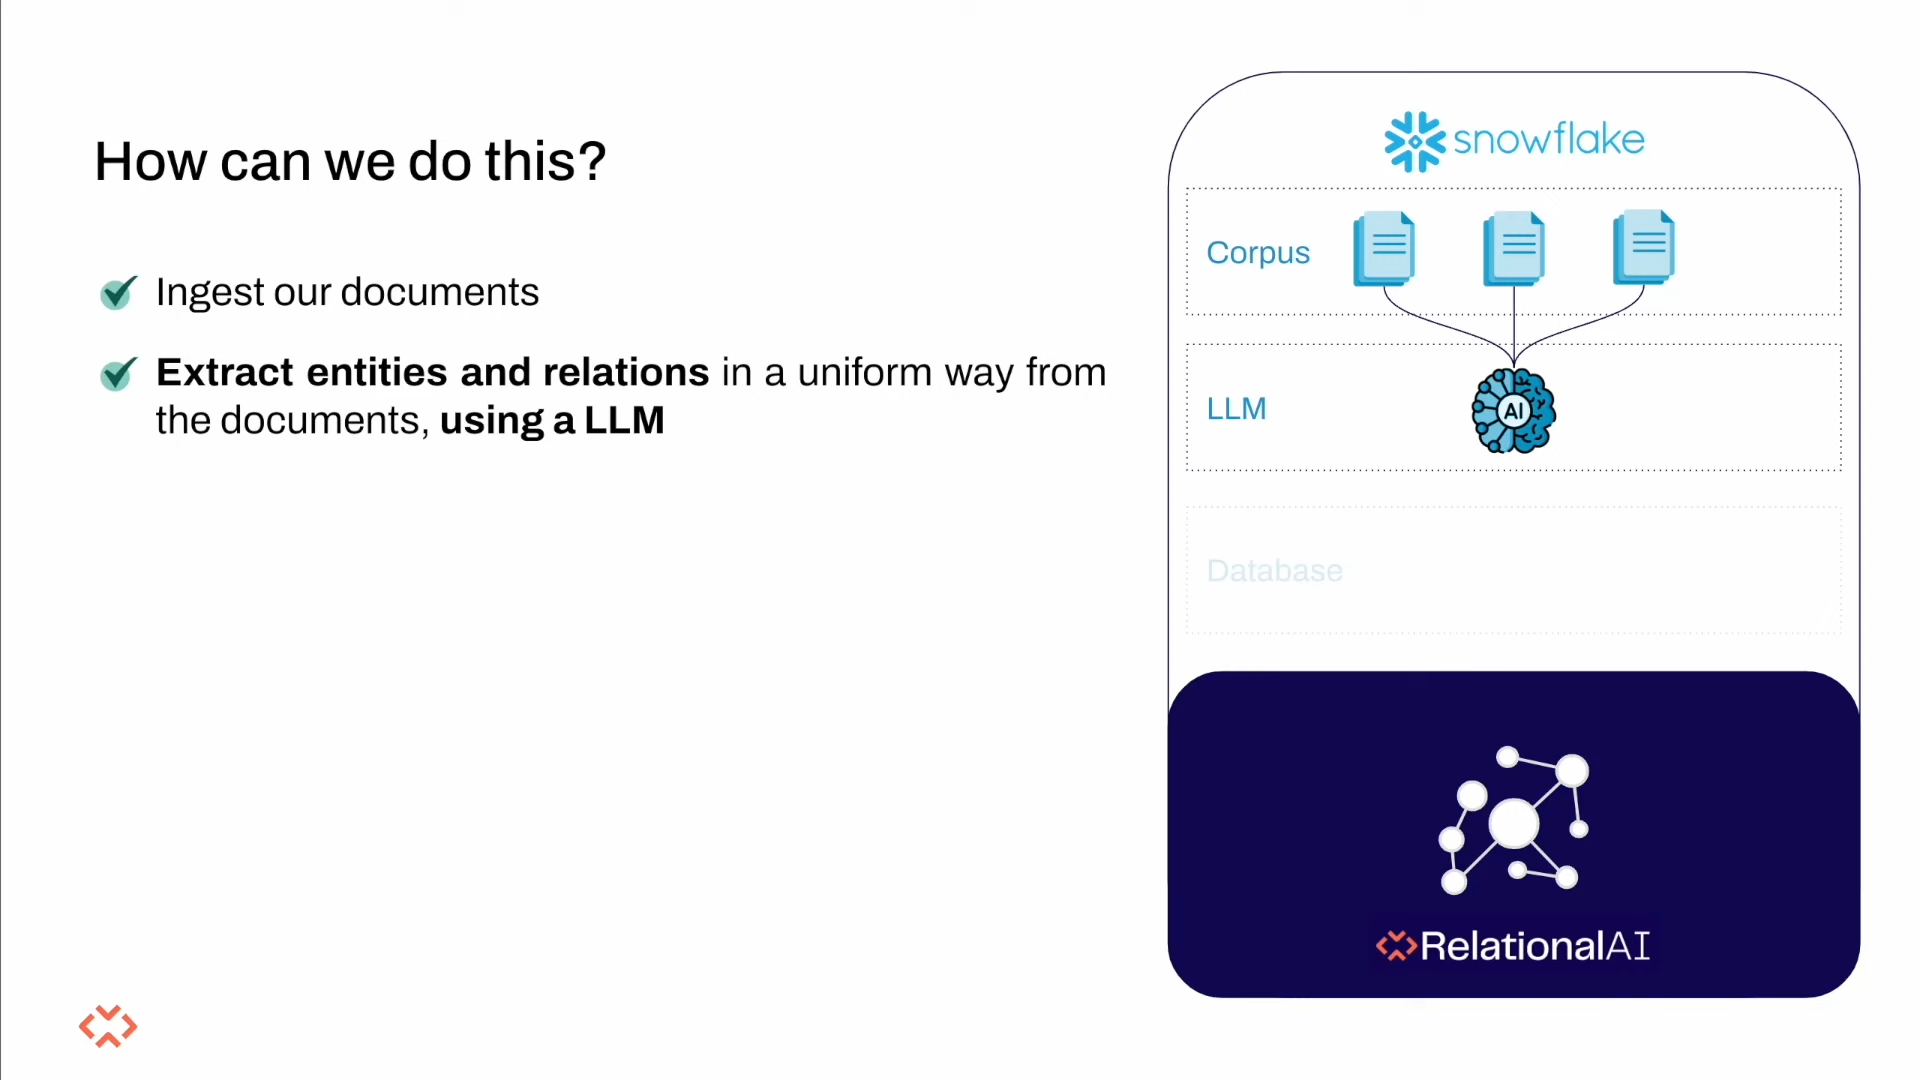 How can we do this?
Ingest our documents
Extract entities and relations in a uniform way from
the documents, using a LLM
snowflake
Corpus
LLM
AI
Database
RelationalAI